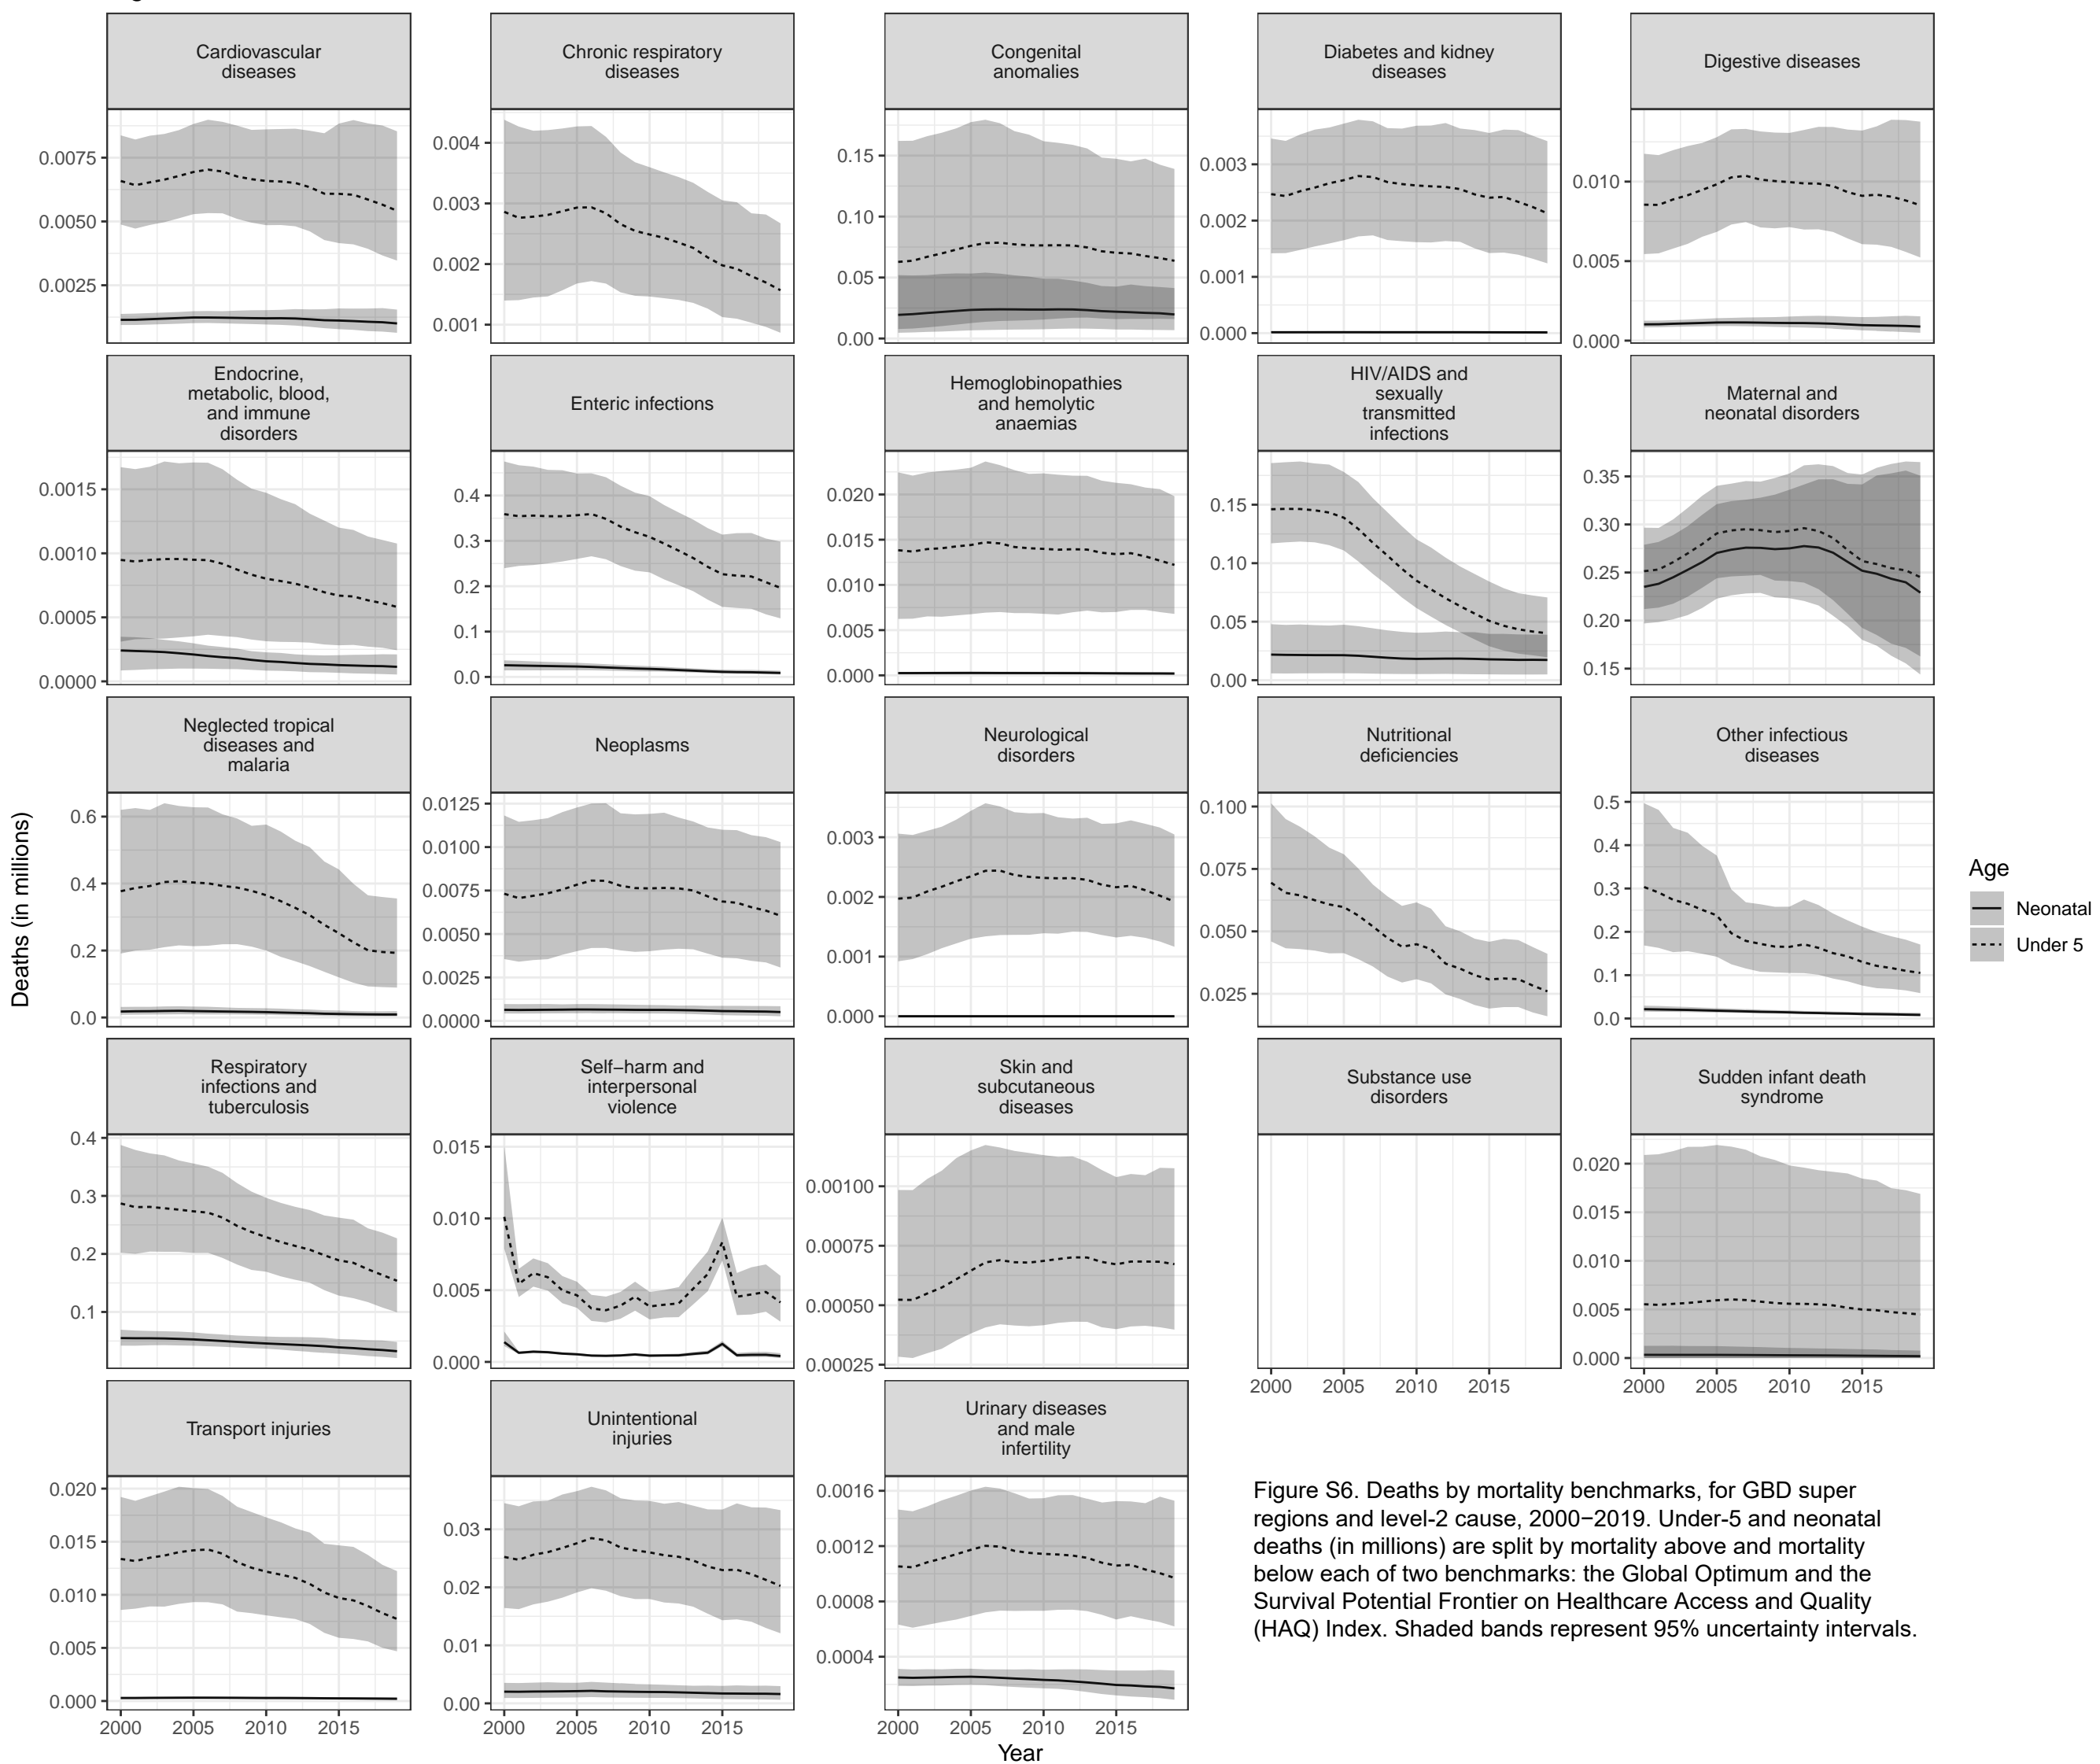 Cardiovascular
diseases
Chronic respiratory
diseases
Congenital
anomalies
Diabetes and kidney
diseases
Digestive diseases
0.0075
0.0050
0.0025
0.004
0.003
0.002
0.001
0.15
0.10
0.05
0.00
0.003
0.002
0.001
0.000
0.010
0.005
0.000
Endocrine,
metabolic, blood,
and immune
disorders
Enteric infections
Hemoglobinopathies
and hemolytic
anaemias
HIV/AIDS and
sexually
transmitted
infections
Maternal and
neonatal disorders
0.0015
0.0010
0.0005
0.0000
0.4
0.3
0.2
0.1
0.0
0.020
0.015
0.010
0.005
0.000
0.15
0.10
0.05
0.00
0.35
0.30
0.25
0.20
0.15
Neglected tropical
diseases and
malaria
Neoplasms
Neurological
disorders
Nutritional
deficiencies
Other infectious
diseases
0.6
0.4
0.2
0.0
0.0125
0.0100
0.0075
0.0050
0.0025
0.0000
0.003
0.002
0.001
0.000
0.100
0.075
0.050
0.025
0.5
0.4
0.3
0.2
0.1
0.0
Deaths (in millions)
Age
Neonatal
Under 5
Respiratory
infections and
tuberculosis
Self−harm and
interpersonal
violence
Skin and
subcutaneous
diseases
Substance use
disorders
Sudden infant death
syndrome
0.4
0.3
0.2
0.1
0.015
0.010
0.005
0.000
0.00100
0.00075
0.00050
0.00025
0.020
0.015
0.010
0.005
0.000
2000 2005 2010 2015
2000 2005 2010 2015
Transport injuries
Unintentional
injuries
Urinary diseases
and male
infertility
0.020
0.015
0.010
0.005
0.000
0.03
0.02
0.01
0.00
0.0016
0.0012
0.0008
0.0004
2000 2005 2010 2015
2000 2005 2010 2015
2000 2005 2010 2015
Year
Figure S6. Deaths by mortality benchmarks, for GBD super
regions and level-2 cause, 2000−2019. Under-5 and neonatal
deaths (in millions) are split by mortality above and mortality
below each of two benchmarks: the Global Optimum and the
Survival Potential Frontier on Healthcare Access and Quality
(HAQ) Index. Shaded bands represent 95% uncertainty intervals.